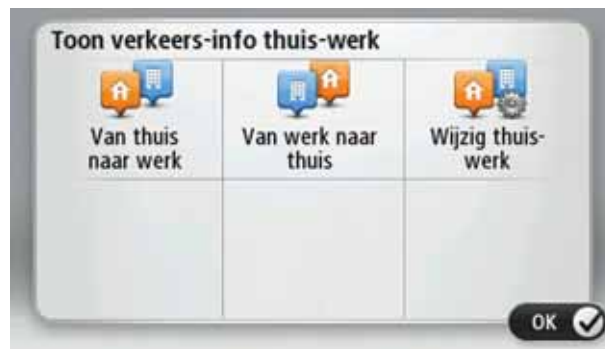 Toon verkeers-info thuis-werk
Van thuis
naar werk
Van werk naar
thuis
Wijzig thuis-
werk
OK